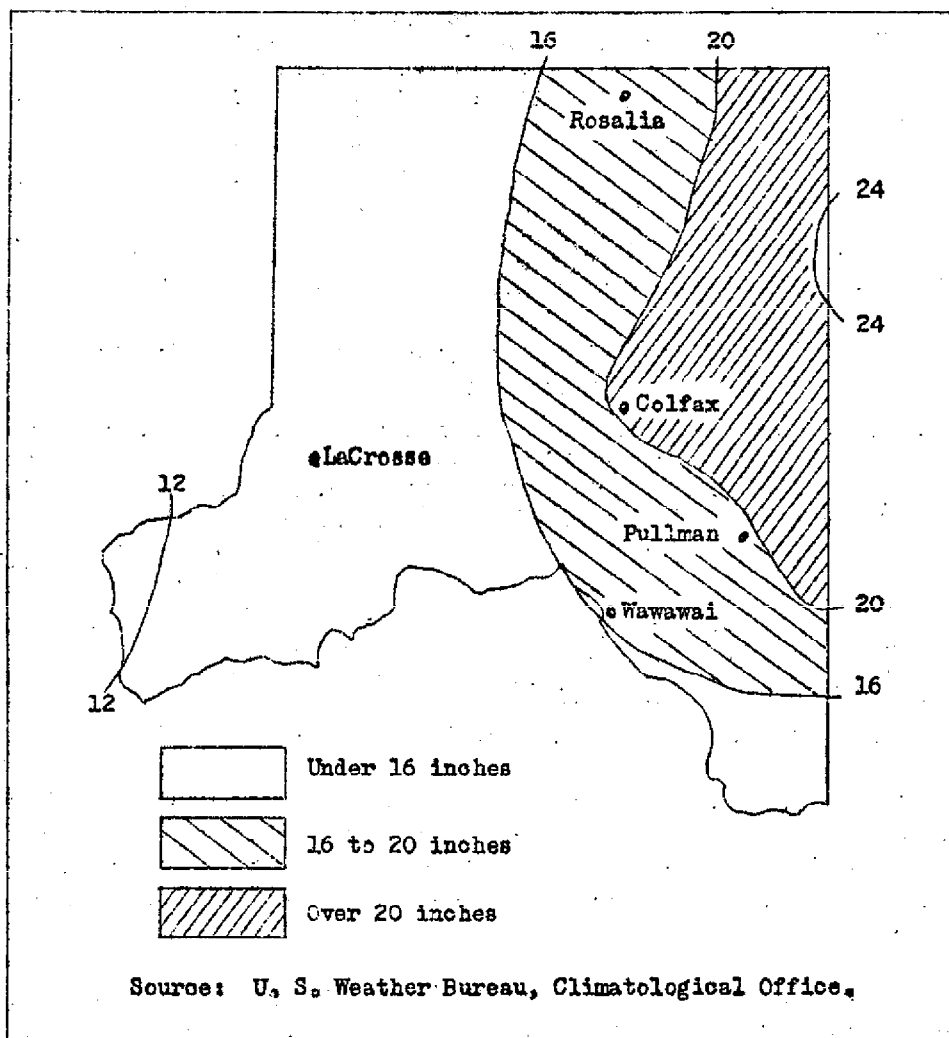 16 20
Rosalia
24
24
Colfax
LaCrosse
12
Pullman
Wawawai
20
16
12
Under 16 inches
16 to 20 inches
Over 20 inches
Source: U. S. Weather Bureau, Climatological Office.